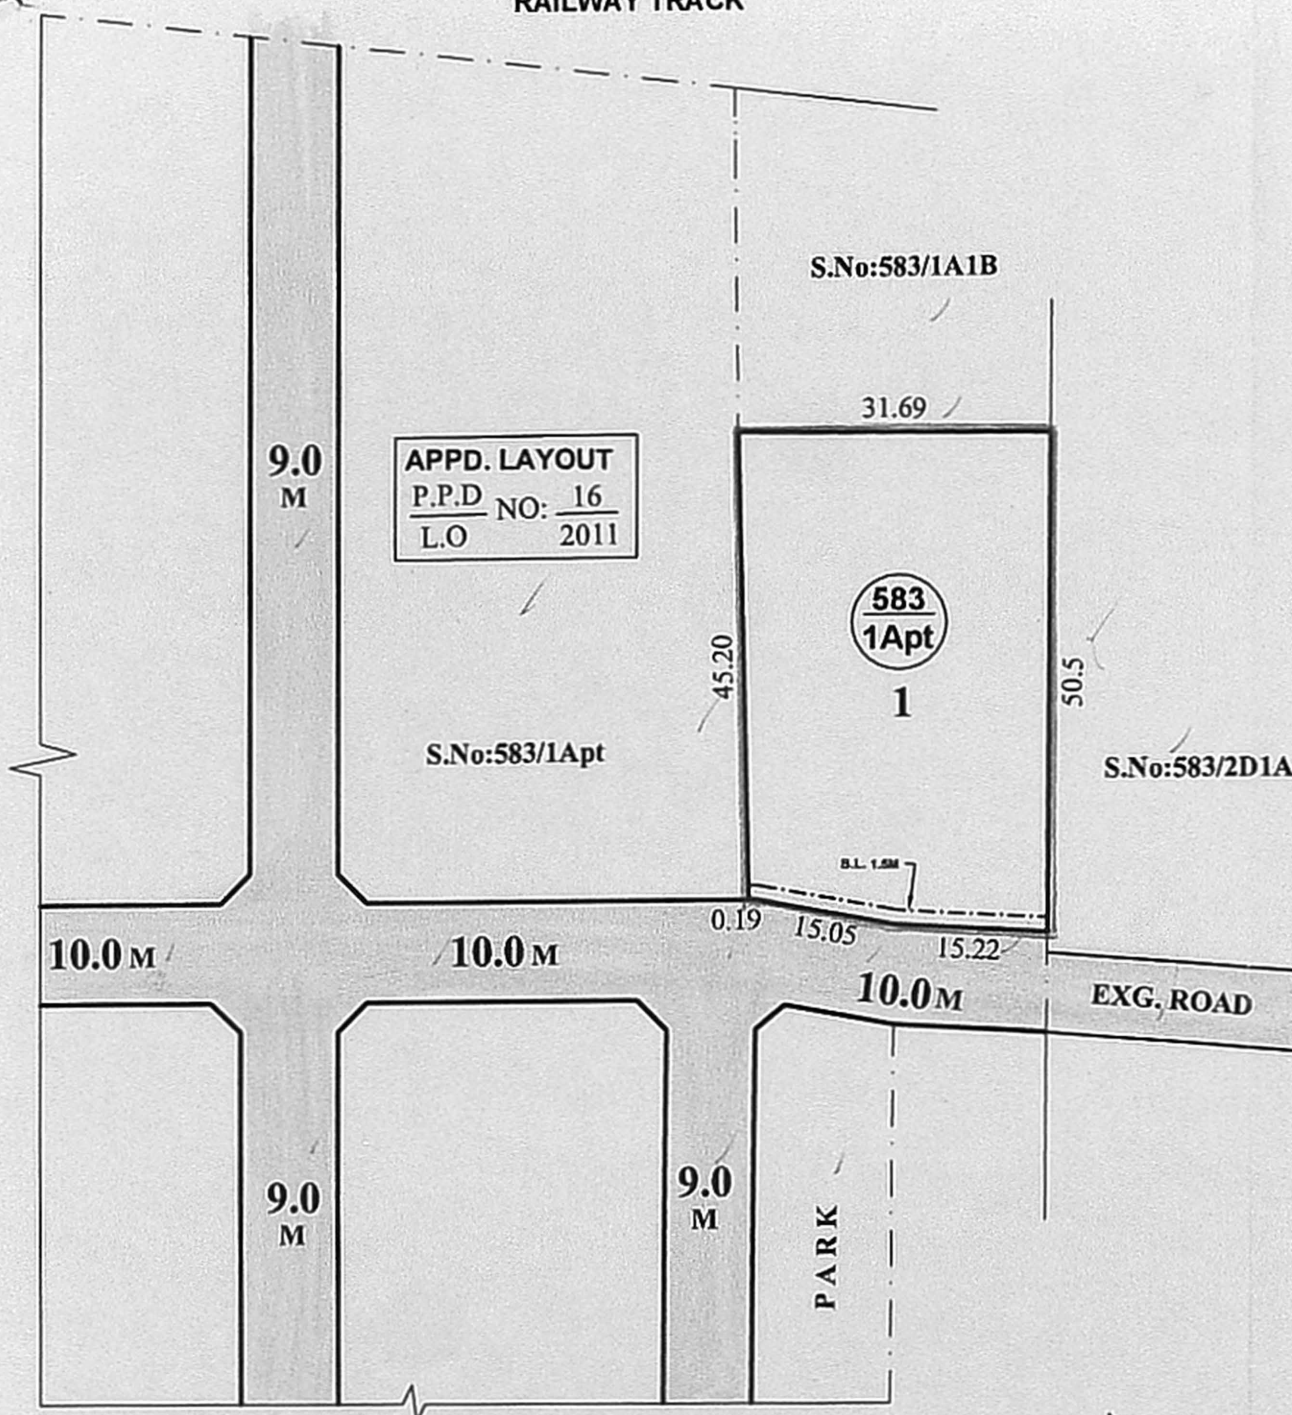 RAILWAY TRACK
S.No:583/1A1B
31.69
9.0
M
APPD. LAYOUT
P.P.D NO: 16
L.O 2011
583
1Apt
1
45.20
50.5
S.No:583/1Apt
S.No:583/2D1A
B.L. 1.5M
0.19
15.05
15.22
10.0 M
10.0 M
10.0 M
EXG. ROAD
9.0
M
9.0
M
PARK